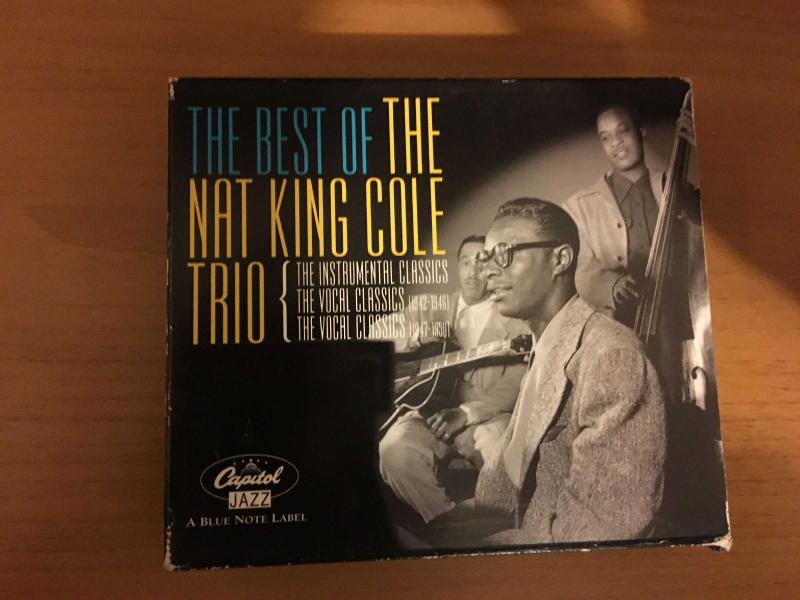 THE BEST OF THE
NAT KING COLE
TRIO {
THE INSTRUMENTAL CLASSICS
THE VOCAL CLASSICS (1942-1946)
THE VOCAL CLASSICS (1947-1950)
Capitol
JAZZ
A BLUE NOTE LABEL